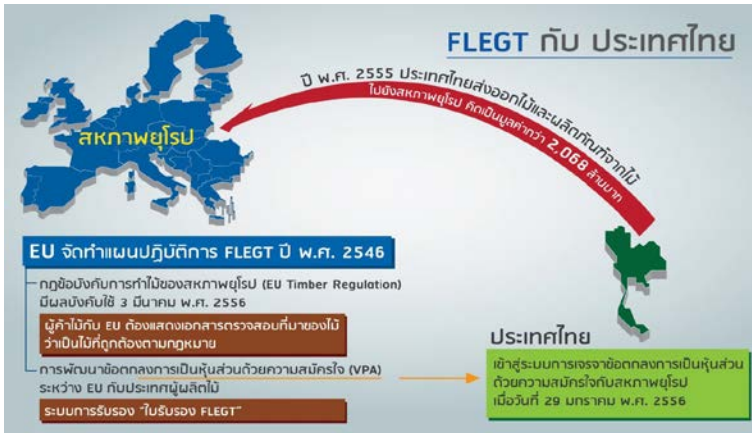 FLEGT กับ ประเทศไทย
ปี พ.ศ. 2555 ประเทศไทยส่งออกไม้และผลิตภัณฑ์จากไม้
ไปยังสหภาพยุโรป คิดเป็นมูลค่ากว่า 2,068 ล้านบาท
สหภาพยุโรป
EU จัดทำแผนปฏิบัติการ FLEGT ปี พ.ศ. 2546
กฎข้อบังคับการทำไม้ของสหภาพยุโรป (EU Timber Regulation)
มีผลบังคับใช้ 3 มีนาคม พ.ศ. 2556
ผู้ค้าไม้กับ EU ต้องแสดงเอกสารตรวจสอบที่มาของไม้
ว่าเป็นไม้ที่ถูกต้องตามกฎหมาย
การพัฒนาข้อตกลงการเป็นหุ้นส่วนด้วยความสมัครใจ (VPA)
ระหว่าง EU กับประเทศผู้ผลิตไม้
ระบบการรับรอง "ใบรับรอง FLEGT"
ประเทศไทย
เข้าสู่ระบบการเจรจาข้อตกลงการเป็นหุ้นส่วน
ด้วยความสมัครใจกับสหภาพยุโรป
เมื่อวันที่ 29 มกราคม พ.ศ. 2556